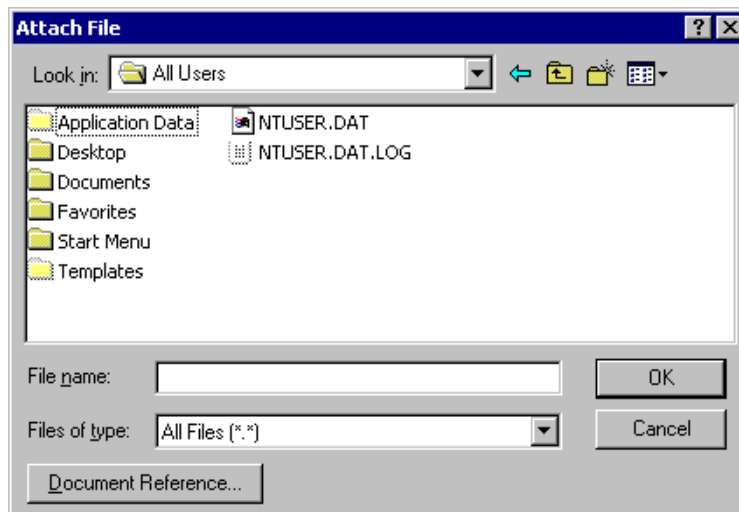 Attach File
Look in: All Users
Application Data NTUSER.DAT
Desktop NTUSER.DAT.LOG
Documents
Favorites
Start Menu
Templates
File name: OK
Files of type: All Files (*.*) Cancel
Document Reference...